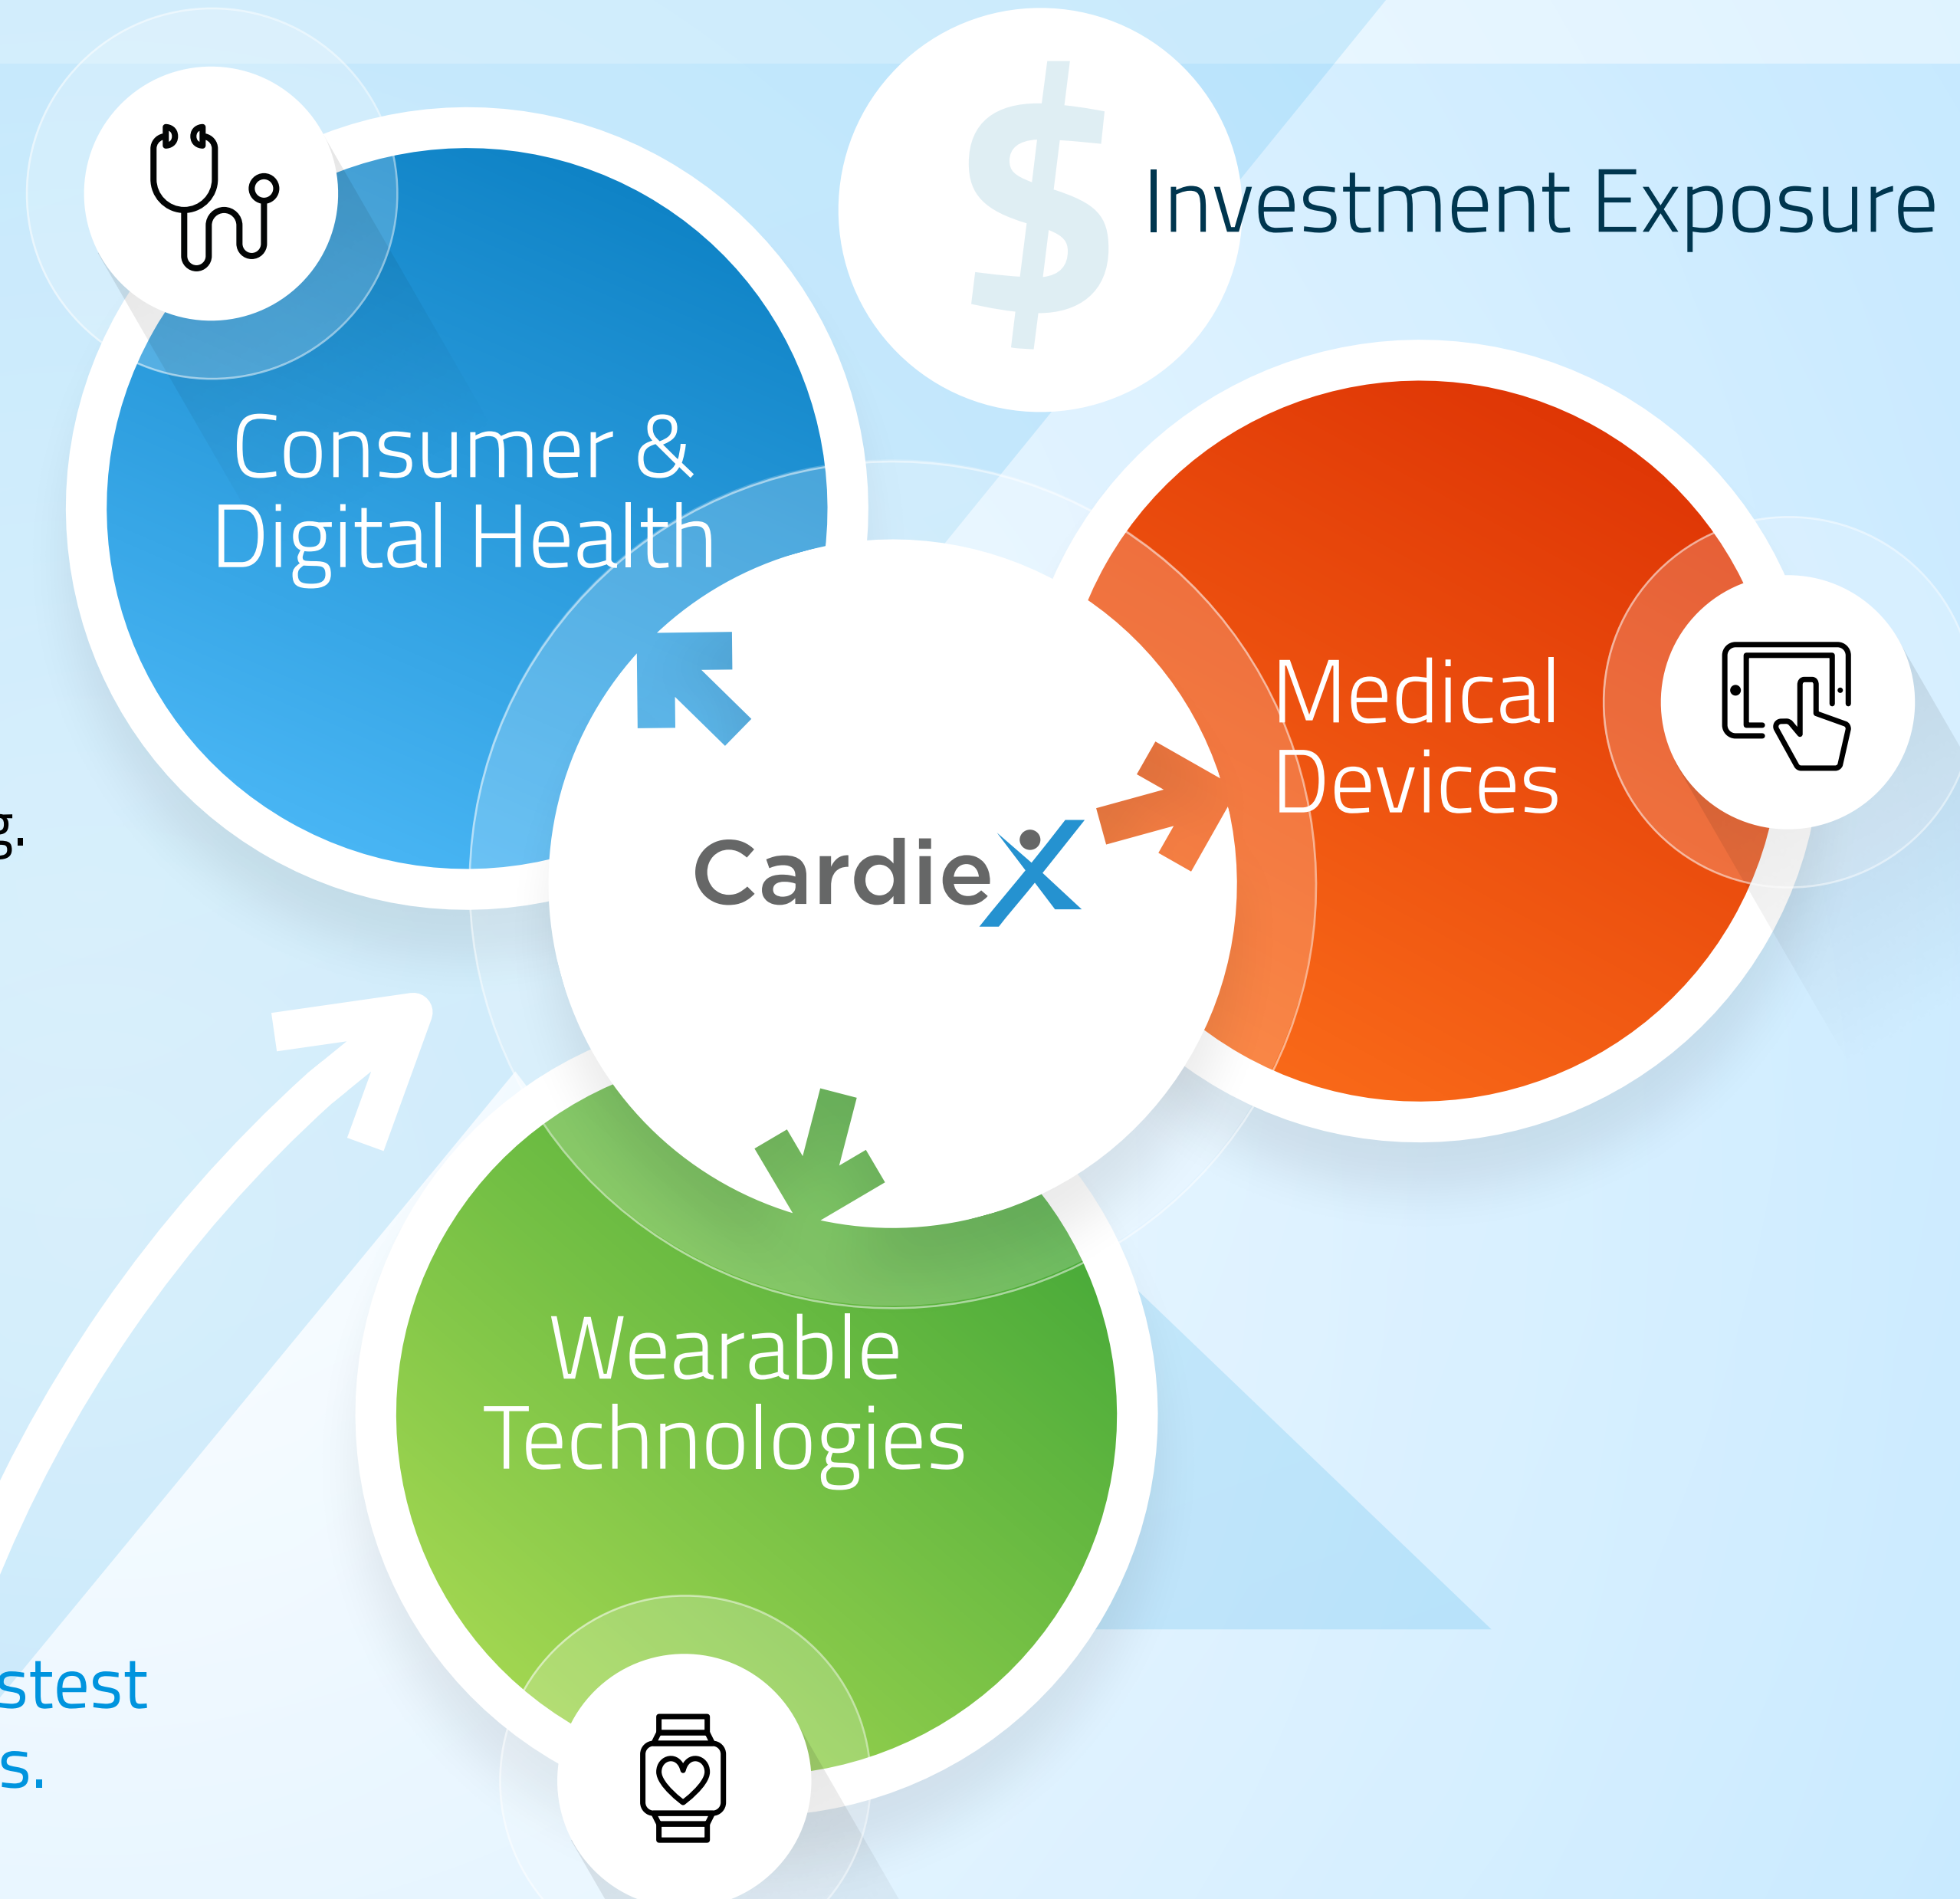 $
Investment Exposure
Consumer &
Digital Health
Medical
Devices
g.
CardieX
Wearable
Technologies
stest
s.